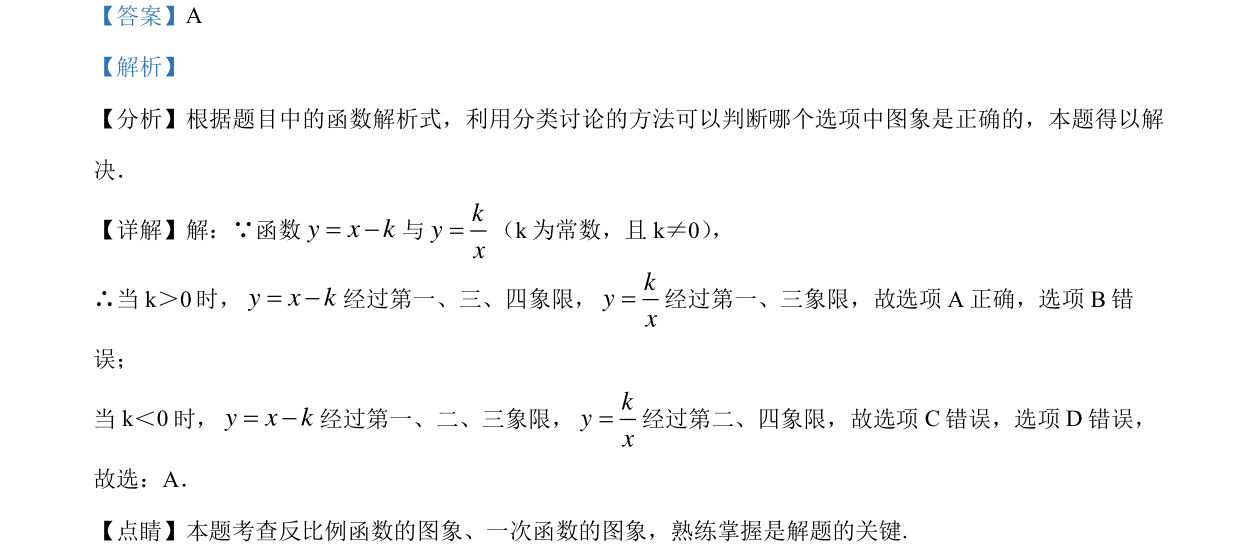 【答案】A
【解析】
【分析】根据题目中的函数解析式，利用分类讨论的方法可以判断哪个选项中图象是正确的，本题得以解
决．
【详解】解：∵函数 y = x − k 与 y = k/x （k 为常数，且 k≠0），
∴当 k＞0 时， y = x − k 经过第一、三、四象限， y = k/x 经过第一、三象限，故选项 A 正确，选项 B 错
误；
当 k＜0 时， y = x − k 经过第一、二、三象限， y = k/x 经过第二、四象限，故选项 C 错误，选项 D 错误，
故选：A．
【点睛】本题考查反比例函数的图象、一次函数的图象，熟练掌握是解题的关键.